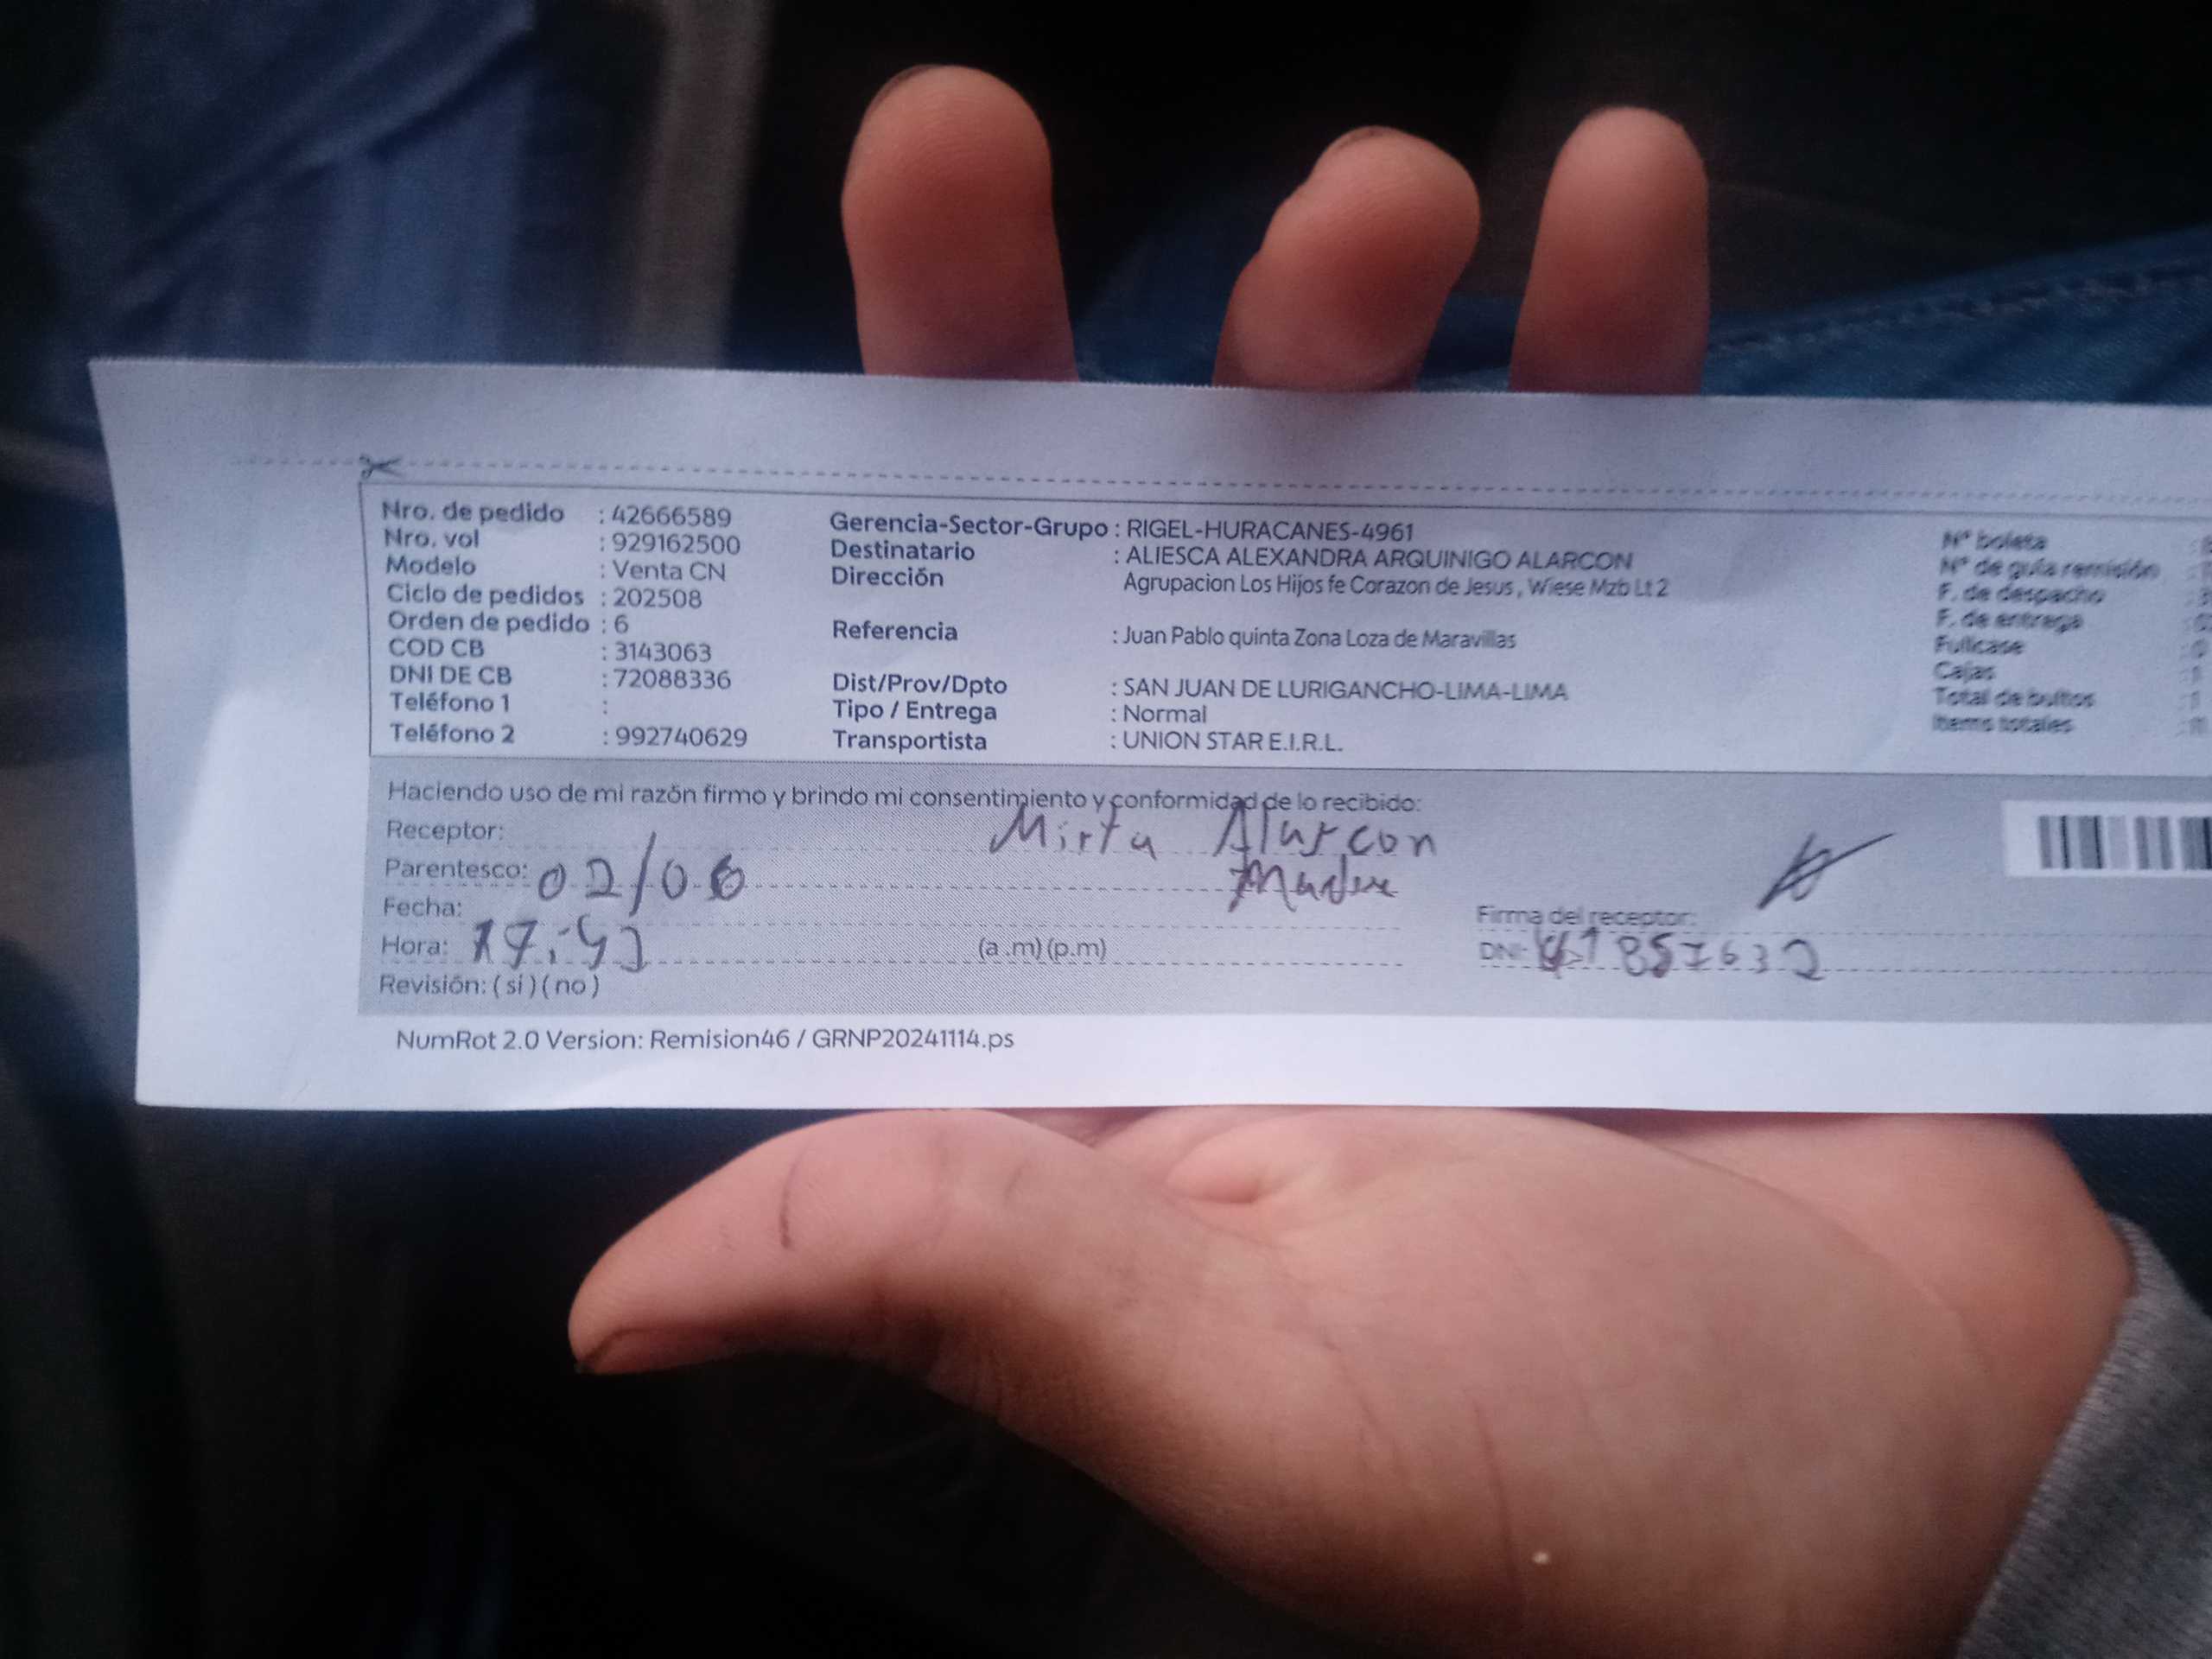 Nro. de pedido : 42666589
Nro. vol : 929162500
Modelo : Venta CN
Ciclo de pedidos : 202508
Orden de pedido : 6
COD CB : 3143063
DNI DE CB : 72088336
Teléfono 1 :
Teléfono 2 : 992740629
Gerencia-Sector-Grupo : RIGEL-HURACANES-4961
Destinatario : ALIESCA ALEXANDRA ARQUINIGO ALARCON
Dirección Agrupacion Los Hijos fe Corazon de Jesus , Wiese Mzb Lt 2
Referencia : Juan Pablo quinta Zona Loza de Maravillas
Dist/Prov/Dpto : SAN JUAN DE LURIGANCHO-LIMA-LIMA
Tipo / Entrega : Normal
Transportista : UNION STAR E.I.R.L.
N° boleta
N° de guía remisión
F. de despacho
F. de entrega
Fullcase
Cajas
Total de bultos
Items totales
Haciendo uso de mi razón firmo y brindo mi consentimiento y conformidad de lo recibido:
Receptor: Mirta Alarcon
Parentesco: Madre
Fecha: 02/06
Hora: (a .m) (p.m)
Revisión: ( si ) ( no )
Firma del receptor:
DNI:
NumRot 2.0 Version: Remision46 / GRNP20241114.ps